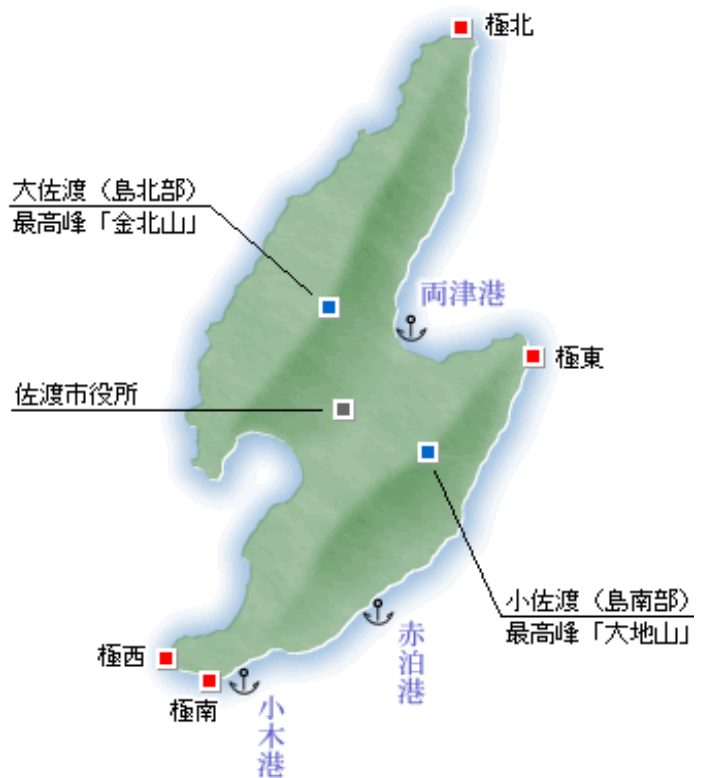 極北
大佐渡（島北部）
最高峰「金北山」
両津港
極東
佐渡市役所
小佐渡（島南部）
最高峰「大地山」
赤泊港
極西
極南
小木港